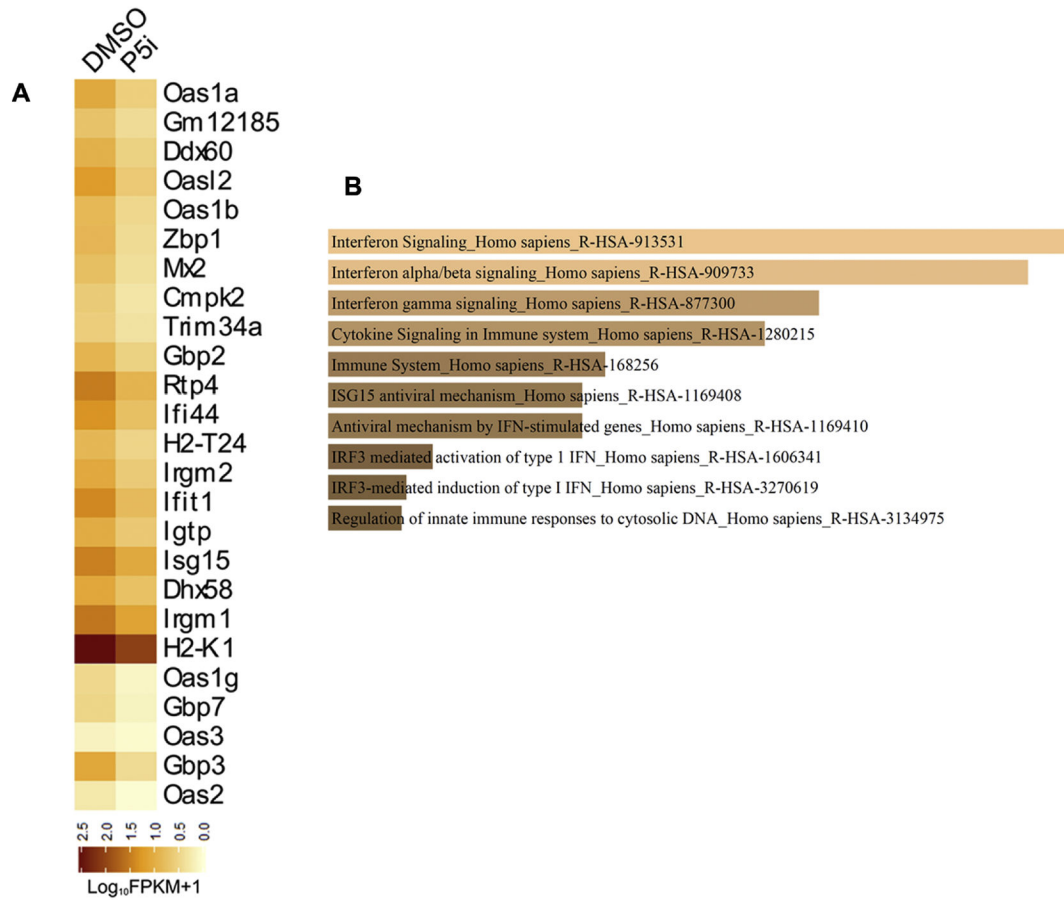 DMSO
P5i
A
Oas1a
Gm12185
Ddx60
Oasl2
Oas1b
Zbp1
Mx2
Cmpk2
Trim34a
Gbp2
Rtp4
Ifi44
H2-T24
Irgm2
Ifit1
Igtp
Isg15
Dhx58
Irgm1
H2-K1
Oas1g
Gbp7
Oas3
Gbp3
Oas2
2.5 2.0 1.5 1.0 0.5 0.0
Log₁₀FPKM+1
B
Interferon Signaling_Homo sapiens_R-HSA-913531
Interferon alpha/beta signaling_Homo sapiens_R-HSA-909733
Interferon gamma signaling_Homo sapiens_R-HSA-877300
Cytokine Signaling in Immune system_Homo sapiens_R-HSA-1280215
Immune System_Homo sapiens_R-HSA-168256
ISG15 antiviral mechanism_Homo sapiens_R-HSA-1169408
Antiviral mechanism by IFN-stimulated genes_Homo sapiens_R-HSA-1169410
IRF3 mediated activation of type 1 IFN_Homo sapiens_R-HSA-1606341
IRF3-mediated induction of type I IFN_Homo sapiens_R-HSA-3270619
Regulation of innate immune responses to cytosolic DNA_Homo sapiens_R-HSA-3134975